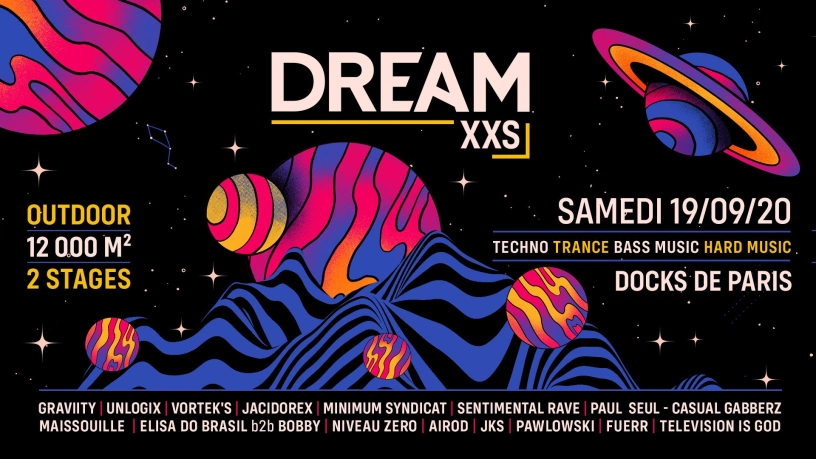 DREAM
XXS
OUTDOOR
12 000 M²
2 STAGES
SAMEDI 19/09/20
TECHNO TRANCE BASS MUSIC HARD MUSIC
DOCKS DE PARIS
GRAVIITY | UNLOGIX | VORTEK'S | JACIDOREX | MINIMUM SYNDICAT | SENTIMENTAL RAVE | PAUL SEUL - CASUAL GABBERZ
MAISSOUILLE | ELISA DO BRASIL b2b BOBBY | NIVEAU ZERO | AIROD | JKS | PAWLOWSKI | FUERR | TELEVISION IS GOD